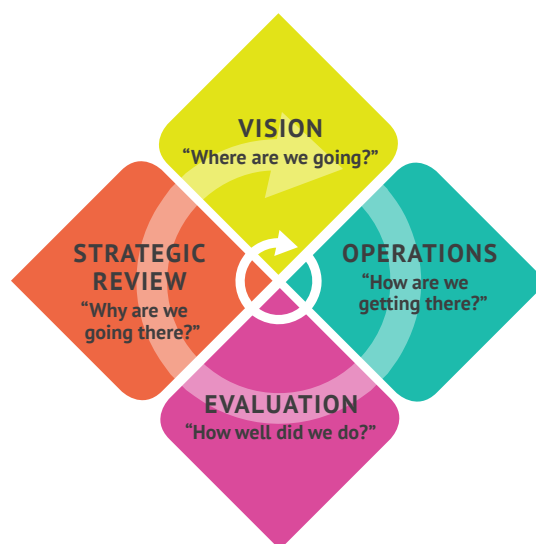 VISION
“Where are we going?”
STRATEGIC
REVIEW
“Why are we
going there?”
OPERATIONS
“How are we
getting there?”
EVALUATION
“How well did we do?”